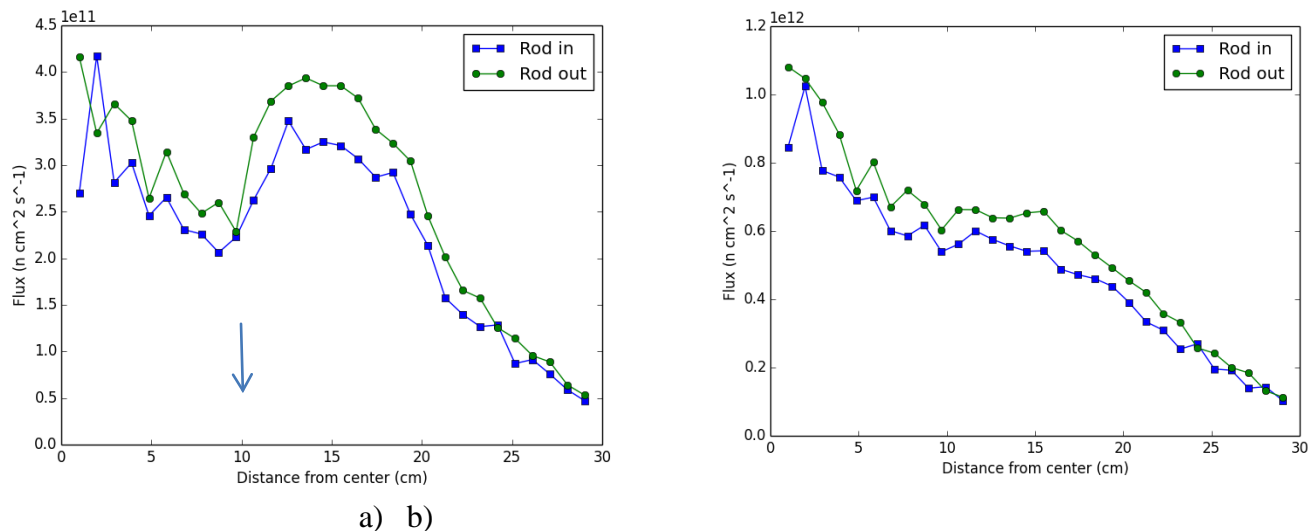 1e11
4.5
4.0
3.5
3.0
2.5
2.0
1.5
1.0
0.5
0.0
Flux (n cm^2 s^-1)
Rod in
Rod out
0 5 10 15 20 25 30
Distance from center (cm)
1e12
1.2
1.0
0.8
0.6
0.4
0.2
0.0
Flux (n cm^2 s^-1)
Rod in
Rod out
0 5 10 15 20 25 30
Distance from center (cm)
a) b)